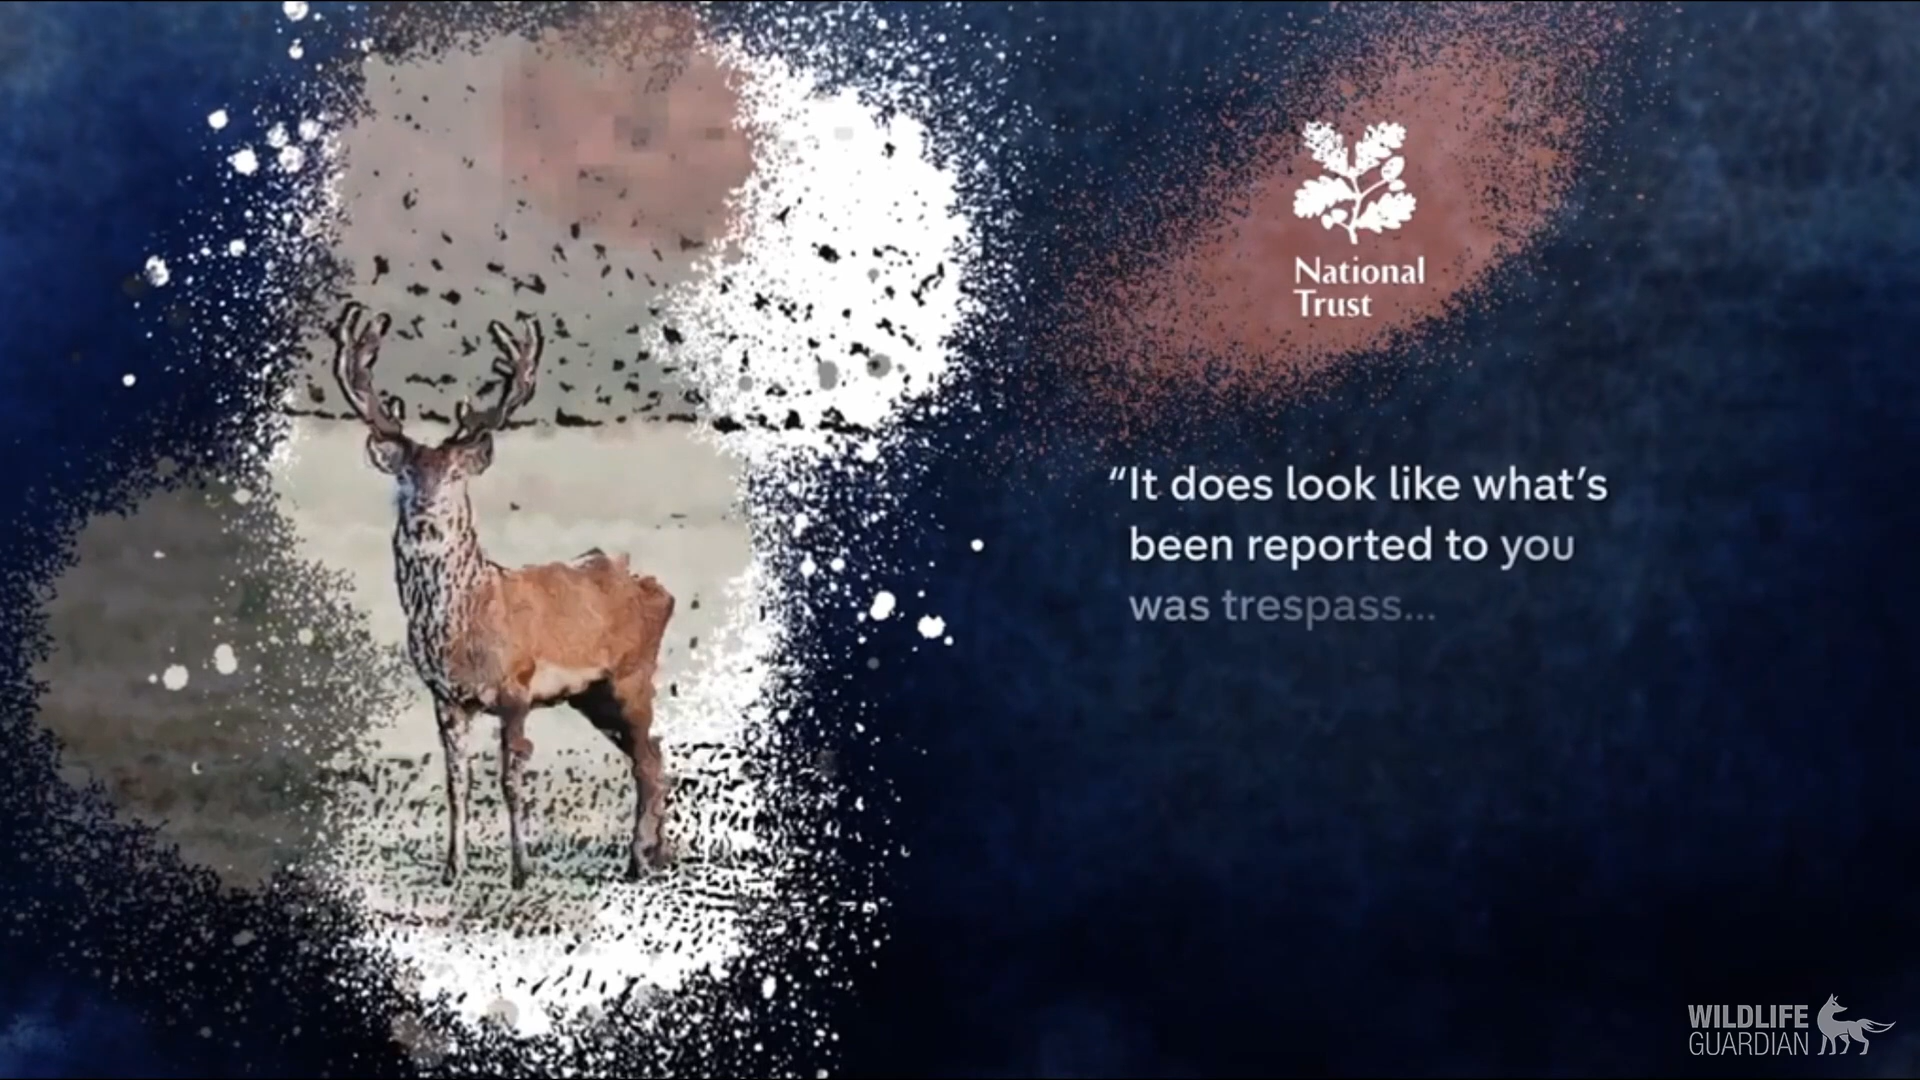 National
Trust
“It does look like what’s
been reported to you
was trespass...
WILDLIFE
GUARDIAN